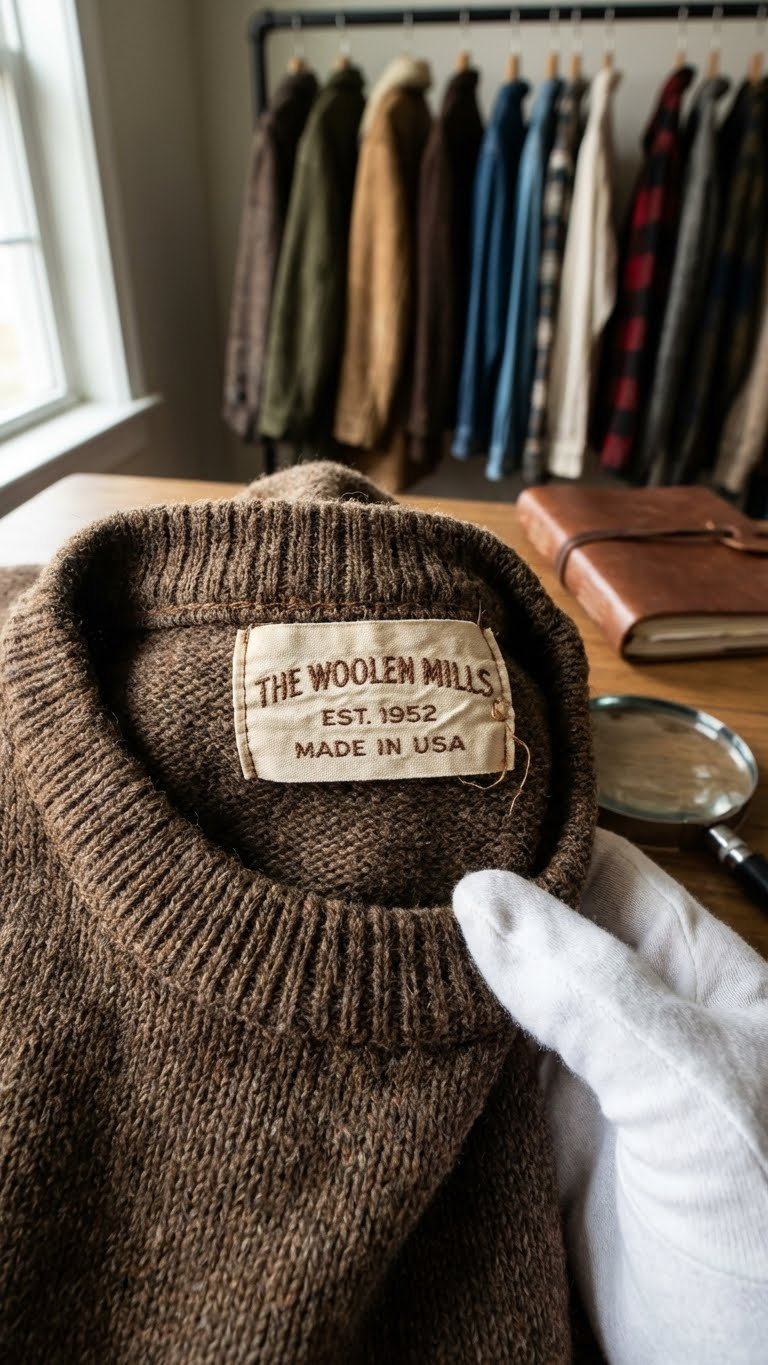 THE WOOLEN MILLS
EST. 1952
MADE IN USA